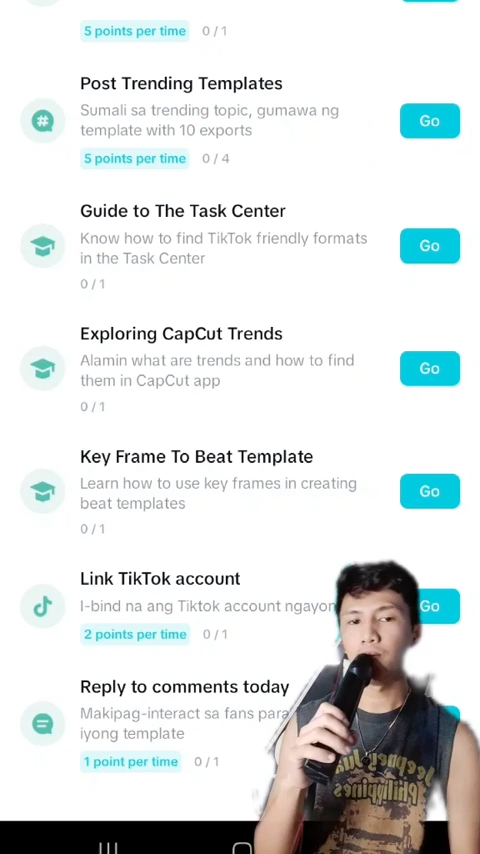 5 points per time 0 / 1
Post Trending Templates
Sumali sa trending topic, gumawa ng
template with 10 exports
Go
5 points per time 0 / 4
Guide to The Task Center
Know how to find TikTok friendly formats
in the Task Center
Go
0 / 1
Exploring CapCut Trends
Alamin what are trends and how to find
them in CapCut app
Go
0 / 1
Key Frame To Beat Template
Learn how to use key frames in creating
beat templates
Go
0 / 1
Link TikTok account
I-bind na ang Tiktok account ngayon
Go
2 points per time 0 / 1
Reply to comments today
Makipag-interact sa fans para
iyong template
1 point per time 0 / 1
Jeepney
Philippines